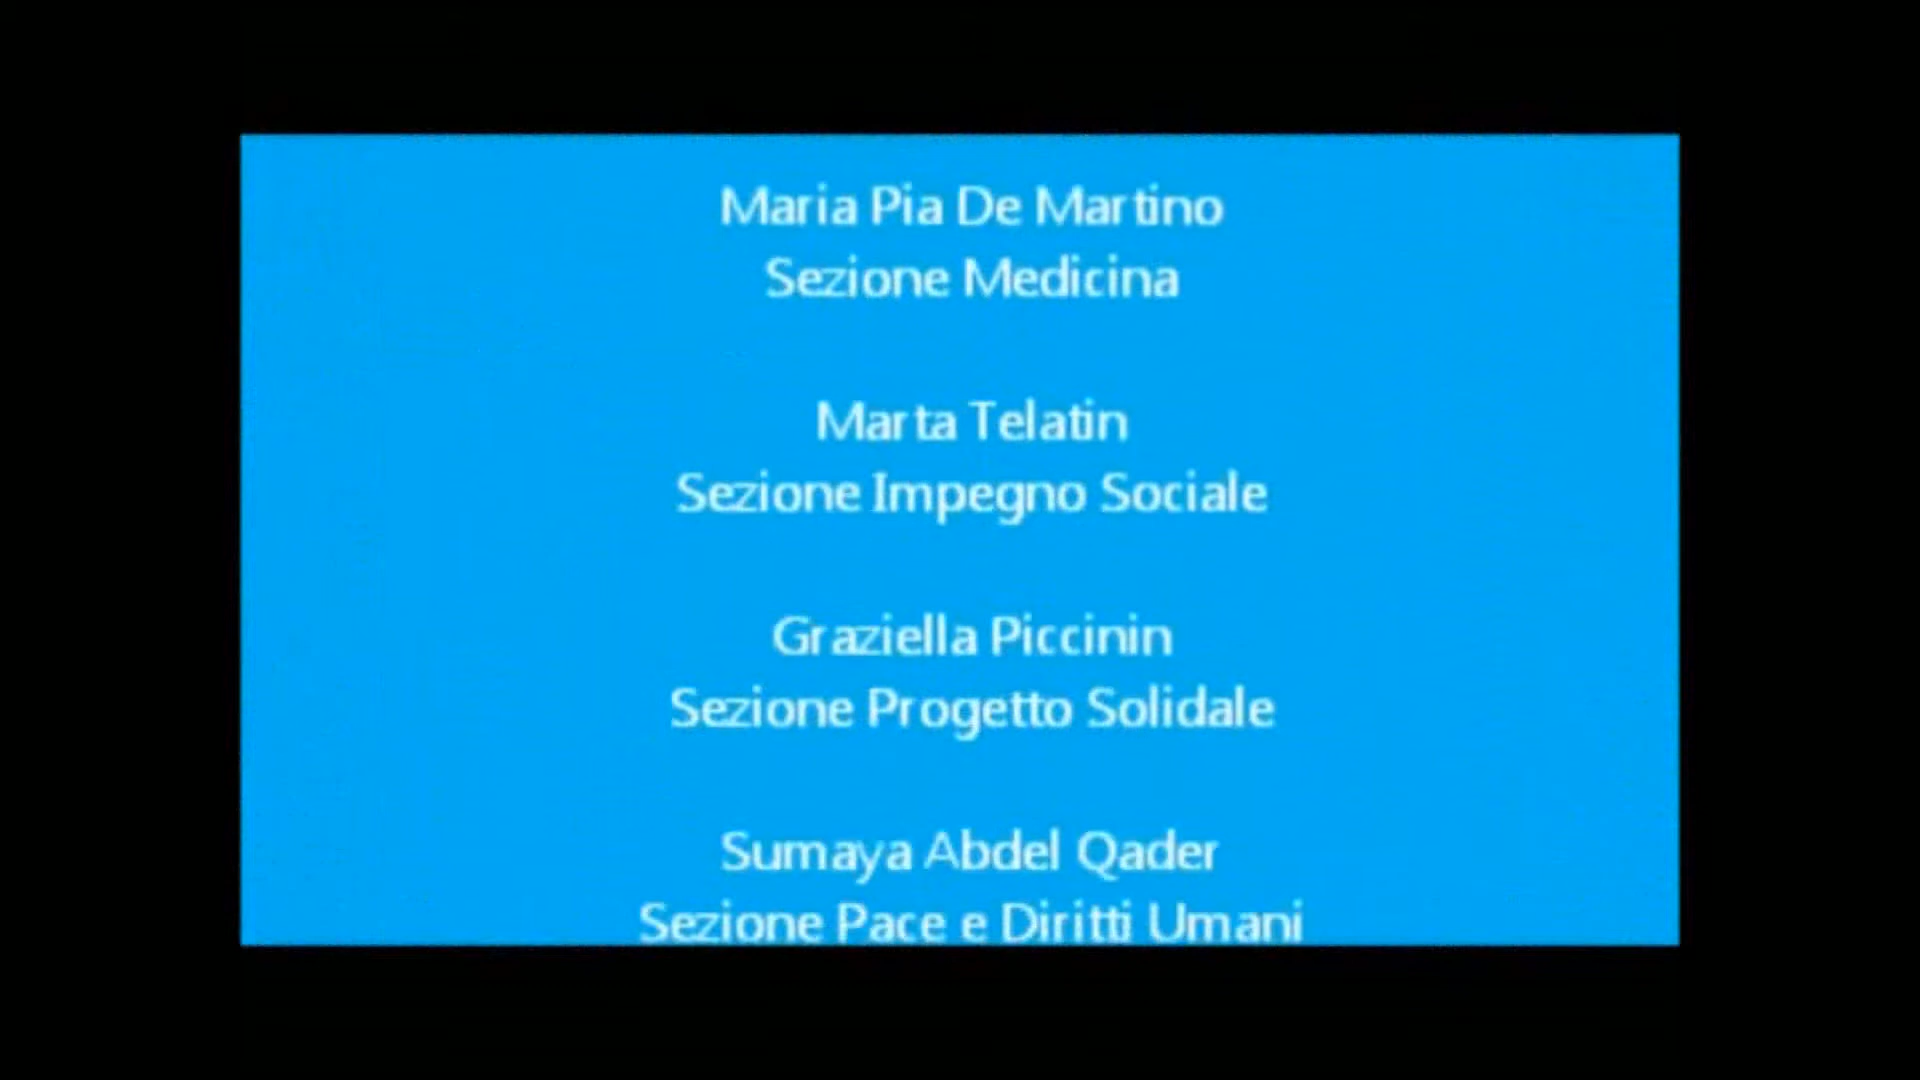 Maria Pia De Martino
Sezione Medicina
Marta Telatin
Sezione Impegno Sociale
Graziella Piccinin
Sezione Progetto Solidale
Sumaya Abdel Qader
Sezione Pace e Diritti Umani